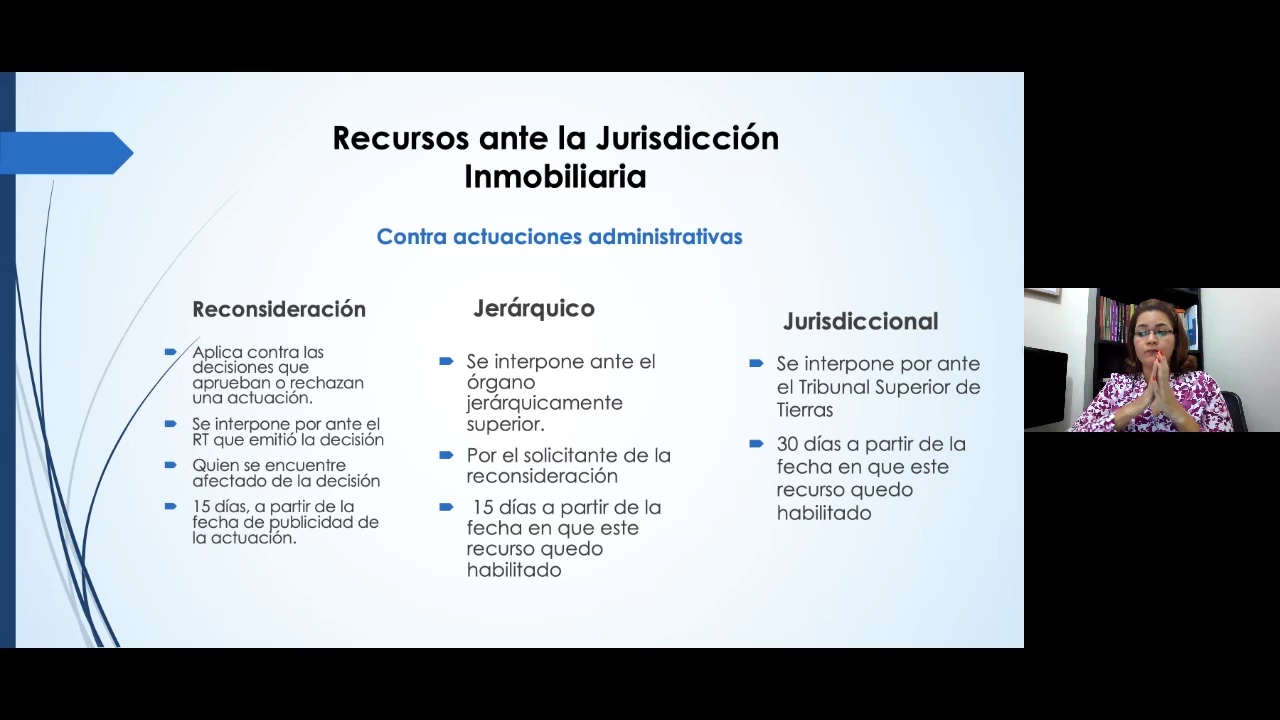 Recursos ante la Jurisdicción
Inmobiliaria
Contra actuaciones administrativas
Reconsideración
Aplica contra las
decisiones que
aprueban o rechazan
una actuación.
Se interpone por ante el
RT que emitió la decisión
Quien se encuentre
afectado de la decisión
15 días, a partir de la
fecha de publicidad de
la actuación.
Jerárquico
Se interpone ante el
órgano
jerárquicamente
superior.
Por el solicitante de la
reconsideración
15 días a partir de la
fecha en que este
recurso quedo
habilitado
Jurisdiccional
Se interpone por ante
el Tribunal Superior de
Tierras
30 días a partir de la
fecha en que este
recurso quedo
habilitado